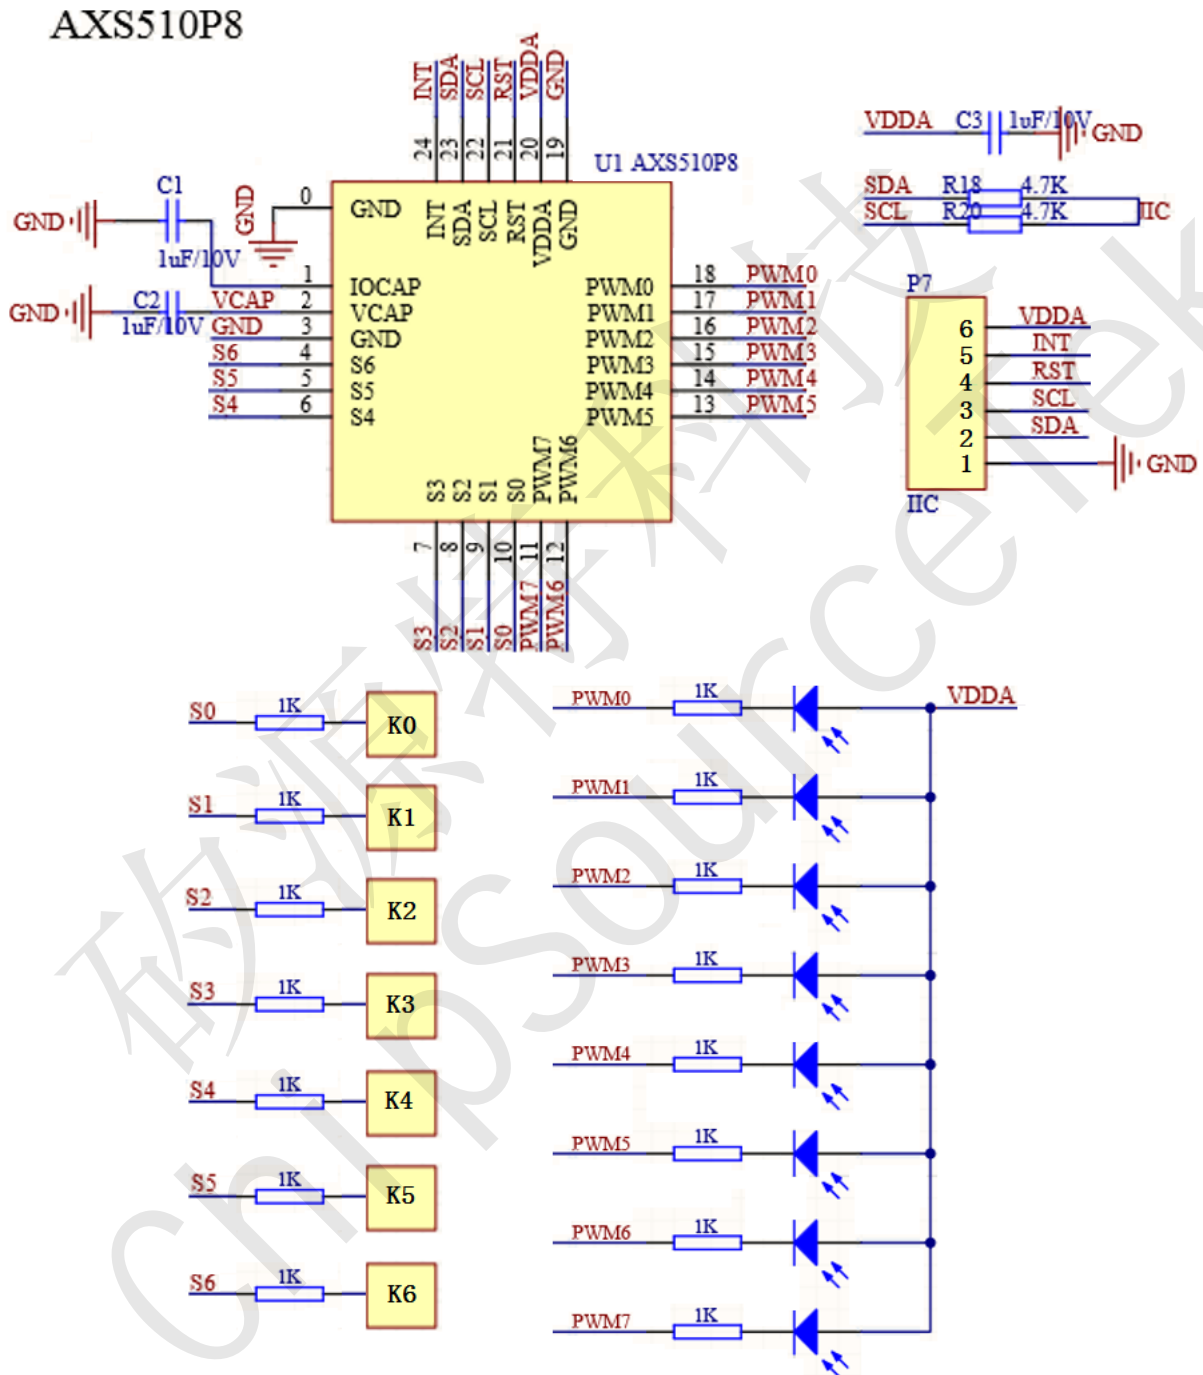 AXS510P8
INT SDA SCL RST VDDA GND
24 23 22 21 20 19
U1 AXS510P8
GND C1 1uF/10V
GND 0 GND
INT SDA SCL RST VDDA GND
1 IOCAP
GND C2 1uF/10V VCAP 2 VCAP
GND 3 GND
S6 4 S6
S5 5 S5
S4 6 S4
PWM0 18 PWM0
PWM1 17 PWM1
PWM2 16 PWM2
PWM3 15 PWM3
PWM4 14 PWM4
PWM5 13 PWM5
S3 S2 S1 S0 PWM7 PWM6
7 8 9 10 11 12
S3 S2 S1 S0 PWM7 PWM6
VDDA C3 1uF/10V GND
SDA R18 4.7K
SCL R20 4.7K IIC
P7
6 VDDA
5 INT
4 RST
3 SCL
2 SDA
1 GND
IIC
S0 1K K0
S1 1K K1
S2 1K K2
S3 1K K3
S4 1K K4
S5 1K K5
S6 1K K6
PWM0 1K VDDA
PWM1 1K
PWM2 1K
PWM3 1K
PWM4 1K
PWM5 1K
PWM6 1K
PWM7 1K
矽源特科技
ChipSourceTek